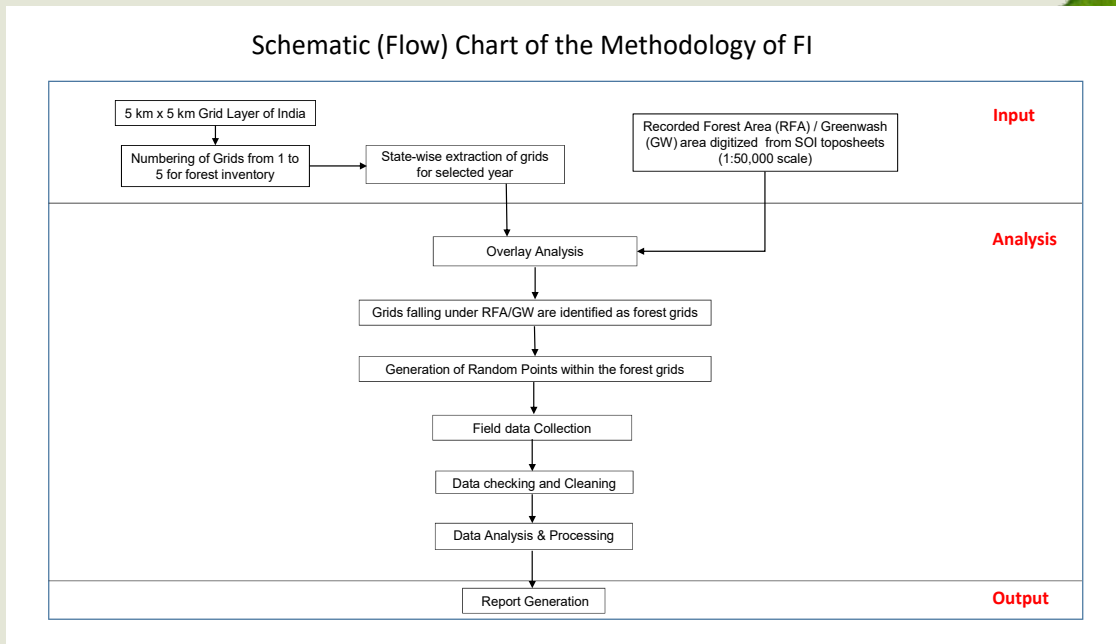 Schematic (Flow) Chart of the Methodology of FI
Input
5 km x 5 km Grid Layer of India
Numbering of Grids from 1 to
5 for forest inventory
State-wise extraction of grids
for selected year
Recorded Forest Area (RFA) / Greenwash
(GW) area digitized from SOI toposheets
(1:50,000 scale)
Analysis
Overlay Analysis
Grids falling under RFA/GW are identified as forest grids
Generation of Random Points within the forest grids
Field data Collection
Data checking and Cleaning
Data Analysis & Processing
Report Generation
Output